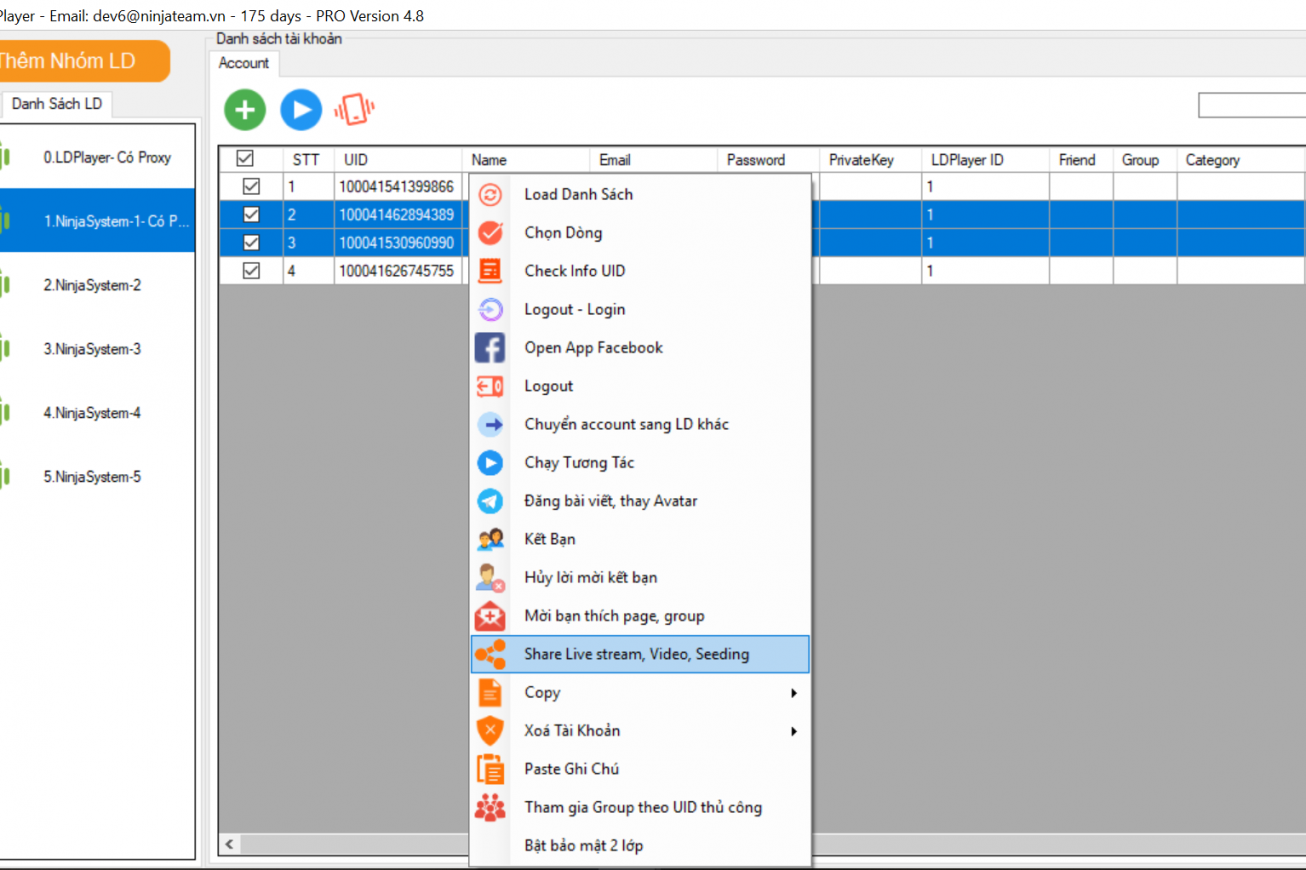 Player - Email: dev6@ninjateam.vn - 175 days - PRO Version 4.8
Thêm Nhóm LD
Danh Sách LD
0.LDPlayer- Có Proxy
1.NinjaSystem-1- Có P...
2.NinjaSystem-2
3.NinjaSystem-3
4.NinjaSystem-4
5.NinjaSystem-5
Danh sách tài khoản
Account
STT UID Name Email Password PrivateKey LDPlayer ID Friend Group Category
1 100041541399866 1
2 100041462894389 1
3 100041530960990 1
4 100041626745755 1
Load Danh Sách
Chọn Dòng
Check Info UID
Logout - Login
Open App Facebook
Logout
Chuyển account sang LD khác
Chạy Tương Tác
Đăng bài viết, thay Avatar
Kết Bạn
Hủy lời mời kết bạn
Mời bạn thích page, group
Share Live stream, Video, Seeding
Copy
Xoá Tài Khoản
Paste Ghi Chú
Tham gia Group theo UID thủ công
Bật bảo mật 2 lớp